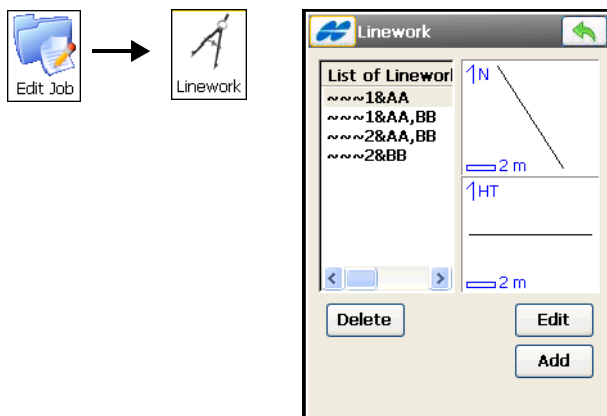 Edit Job
Linework
Linework
List of Linewor
~~~1&AA
~~~1&AA,BB
~~~2&AA,BB
~~~2&BB
N
2 m
HT
2 m
Delete
Edit
Add